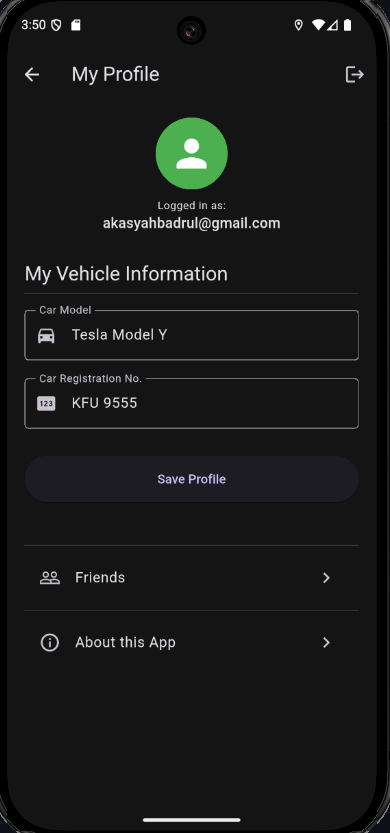 3:50
My Profile
Logged in as:
akasyahbadrul@gmail.com
My Vehicle Information
Car Model
Tesla Model Y
Car Registration No.
123
KFU 9555
Save Profile
Friends
About this App